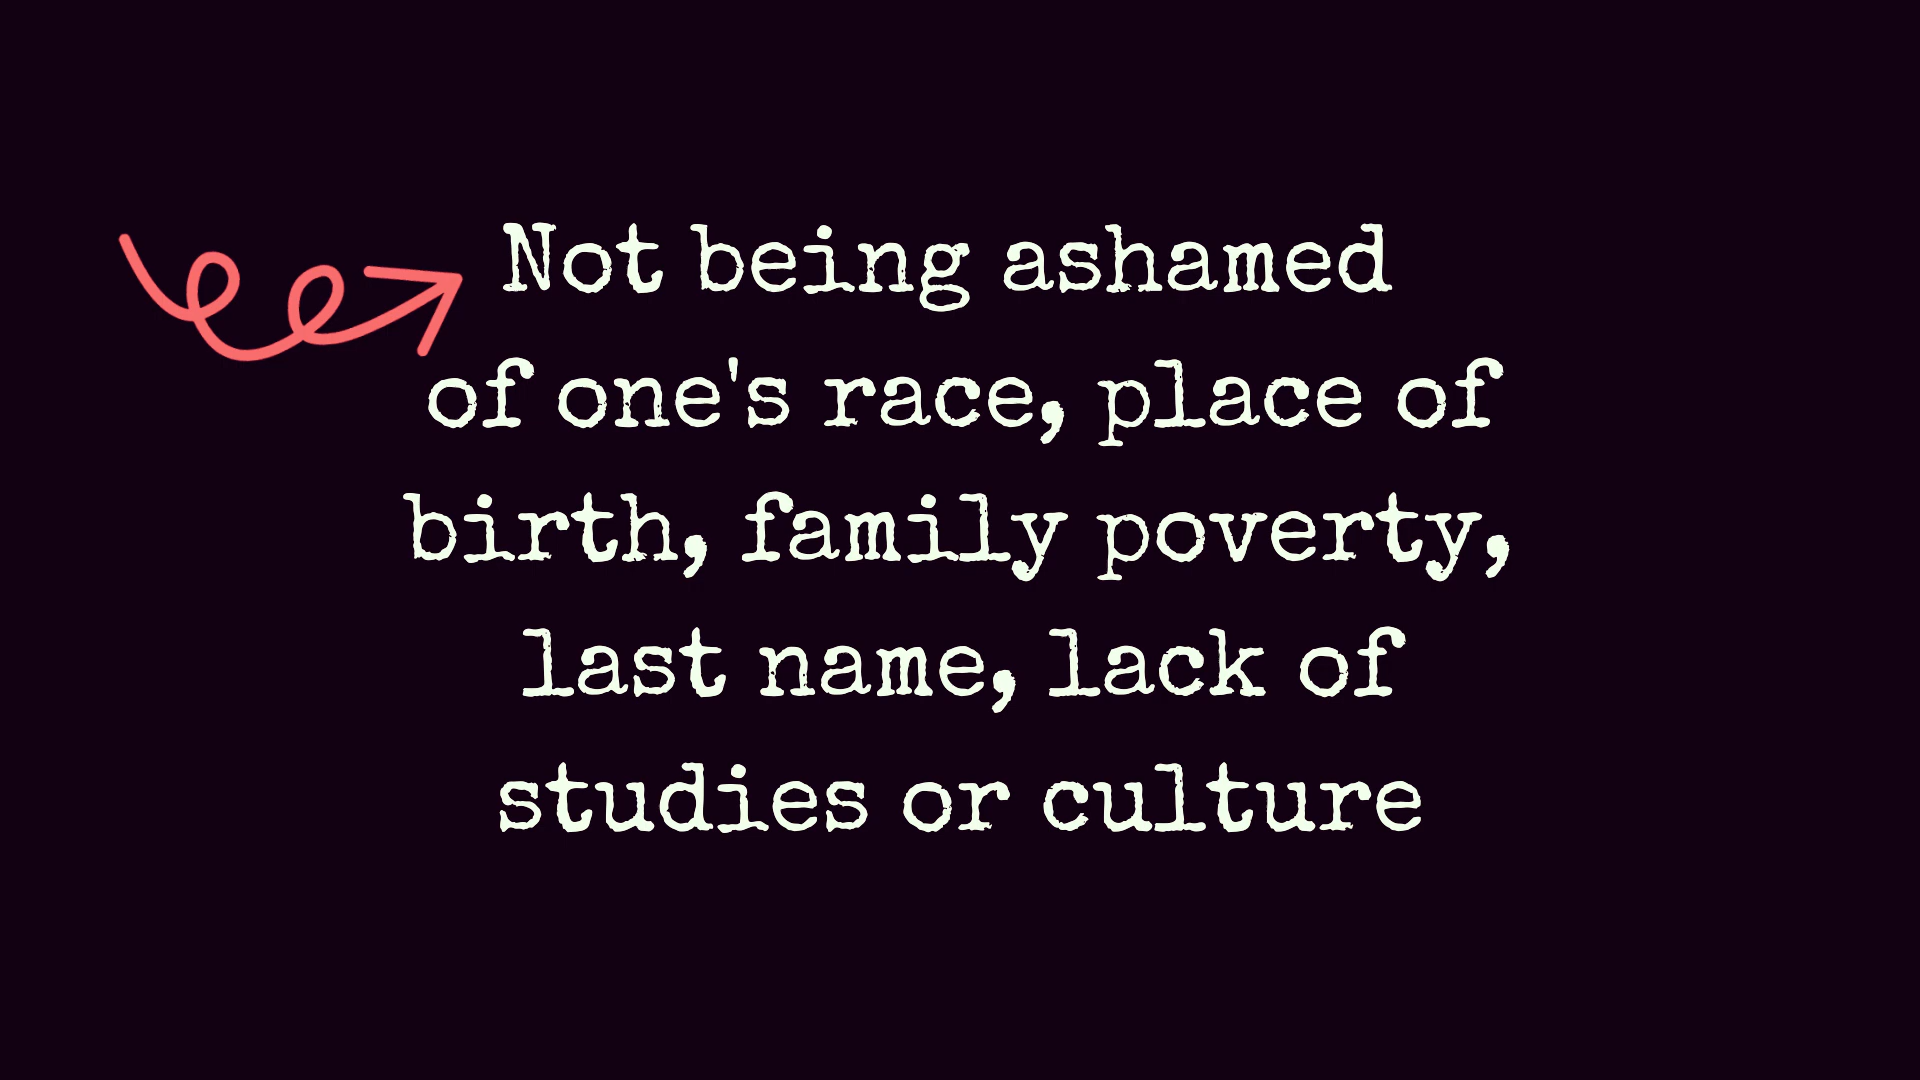 Not being ashamed
of one's race, place of
birth, family poverty,
last name, lack of
studies or culture